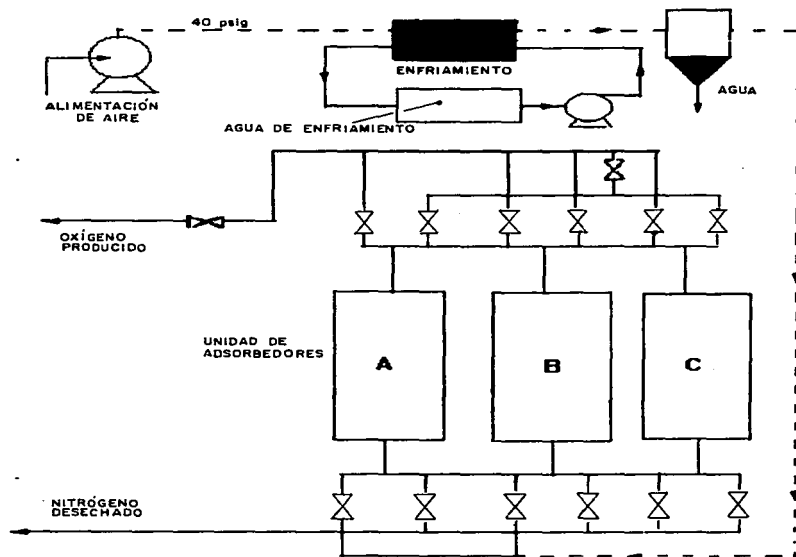 40 psig
ENFRIAMIENTO
ALIMENTACIÓN
DE AIRE
AGUA
AGUA DE ENFRIAMIENTO
OXÍGENO
PRODUCIDO
UNIDAD DE
ADSORBEDORES
A
B
C
NITRÓGENO
DESECHADO